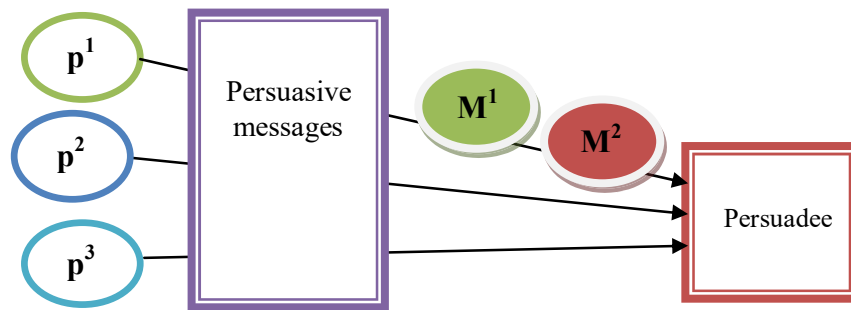 p¹
p²
p³
Persuasive
messages
M¹
M²
Persuadee